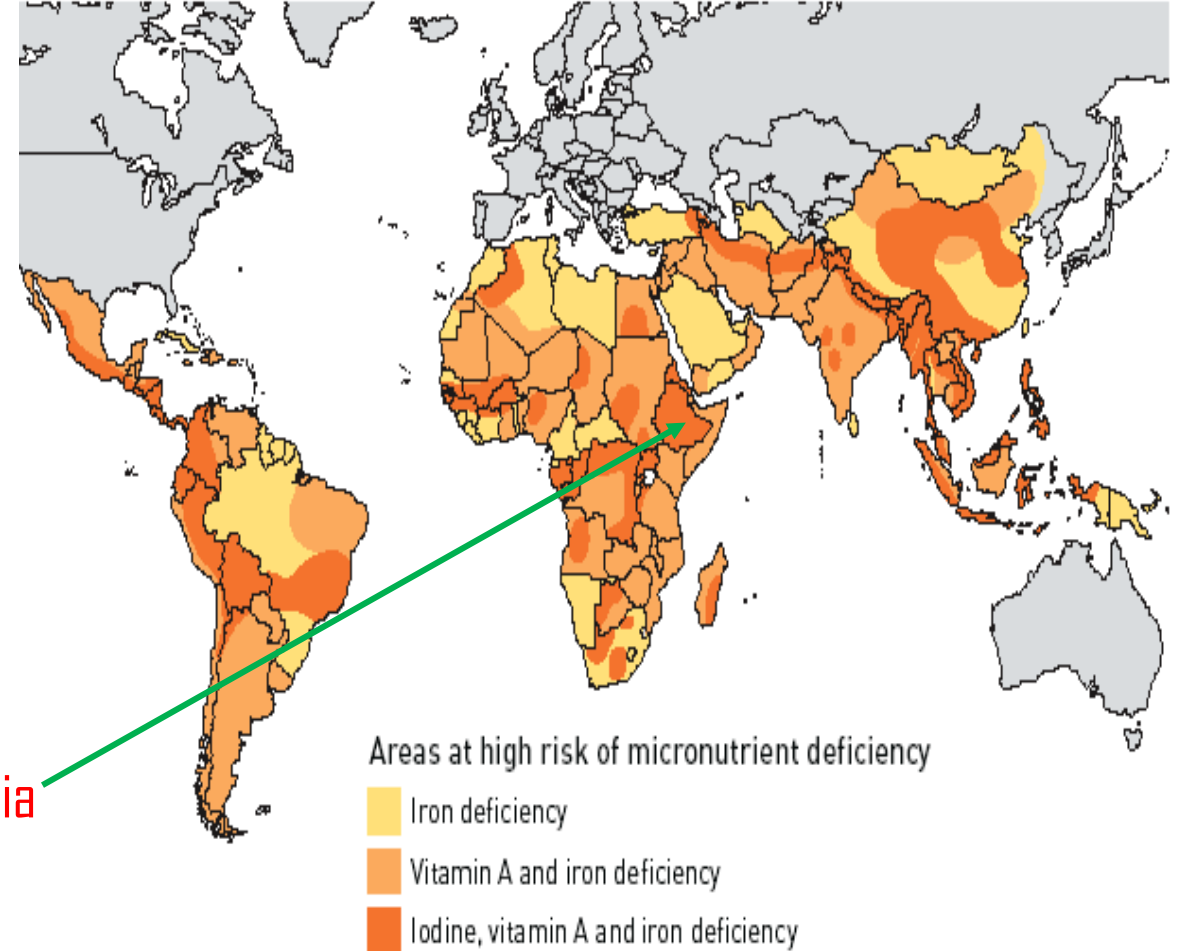 ia
Areas at high risk of micronutrient deficiency
Iron deficiency
Vitamin A and iron deficiency
Iodine, vitamin A and iron deficiency